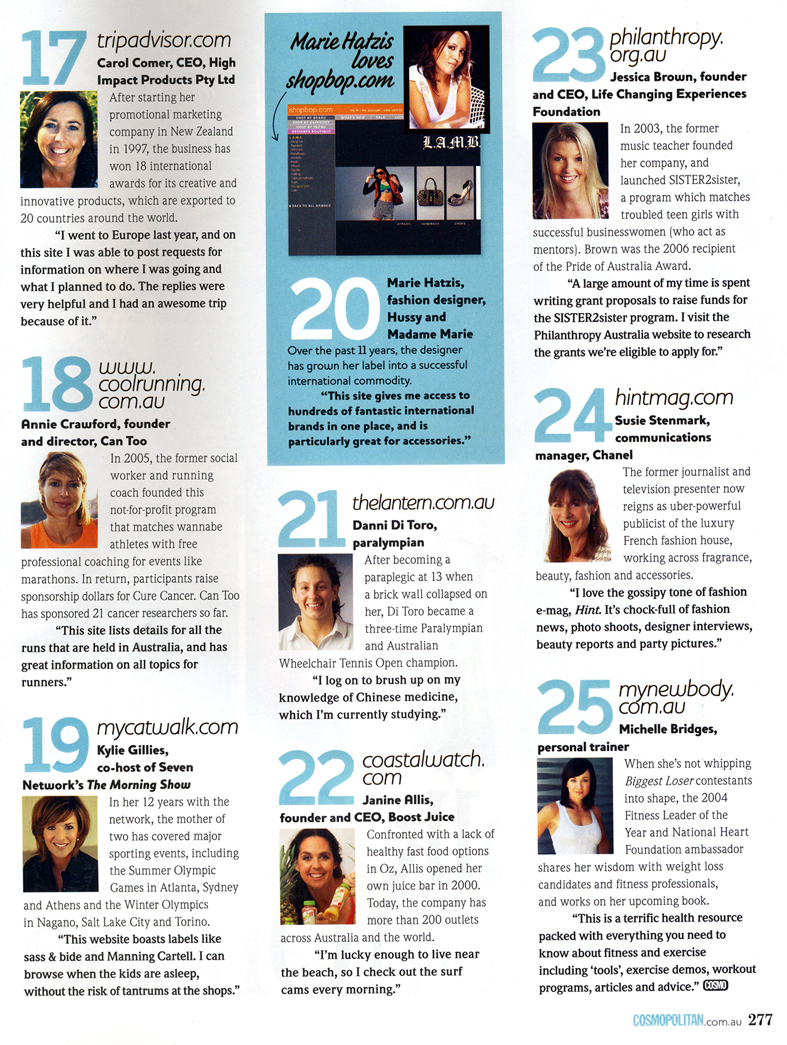 17 tripadvisor.com
Carol Comer, CEO, High
Impact Products Pty Ltd
After starting her
promotional marketing
company in New Zealand
in 1997, the business has
won 18 international
awards for its creative and
innovative products, which are exported to
20 countries around the world.
“I went to Europe last year, and on
this site I was able to post requests for
information on where I was going and
what I planned to do. The replies were
very helpful and I had an awesome trip
because of it.”
18 www.
coolrunning.
com.au
Annie Crawford, founder
and director, Can Too
In 2005, the former social
worker and running
coach founded this
not-for-profit program
that matches wannabe
athletes with free
professional coaching for events like
marathons. In return, participants raise
sponsorship dollars for Cure Cancer. Can Too
has sponsored 21 cancer researchers so far.
“This site lists details for all the
runs that are held in Australia, and has
great information on all topics for
runners.”
19 mycatwalk.com
Kylie Gillies,
co-host of Seven
Network’s The Morning Show
In her 12 years with the
network, the mother of
two has covered major
sporting events, including
the Summer Olympic
Games in Atlanta, Sydney
and Athens and the Winter Olympics
in Nagano, Salt Lake City and Torino.
“This website boasts labels like
sass & bide and Manning Cartell. I can
browse when the kids are asleep,
without the risk of tantrums at the shops.”
Marie Hatzis
loves
shopbop.com
shopbop.com
L.A.M.B.
20 Marie Hatzis,
fashion designer,
Hussy and
Madame Marie
Over the past 11 years, the designer
has grown her label into a successful
international commodity.
“This site gives me access to
hundreds of fantastic international
brands in one place, and is
particularly great for accessories.”
21 thelantern.com.au
Danni Di Toro,
paralympian
After becoming a
paraplegic at 13 when
a brick wall collapsed on
her, Di Toro became a
three-time Paralympian
and Australian
Wheelchair Tennis Open champion.
“I log on to brush up on my
knowledge of Chinese medicine,
which I’m currently studying.”
22 coastalwatch.
com
Janine Allis,
founder and CEO, Boost Juice
Confronted with a lack of
healthy fast food options
in Oz, Allis opened her
own juice bar in 2000.
Today, the company has
more than 200 outlets
across Australia and the world.
“I’m lucky enough to live near
the beach, so I check out the surf
cams every morning.”
23 philanthropy.
org.au
Jessica Brown, founder
and CEO, Life Changing Experiences
Foundation
In 2003, the former
music teacher founded
her company, and
launched SISTER2sister,
a program which matches
troubled teen girls with
successful businesswomen (who act as
mentors). Brown was the 2006 recipient
of the Pride of Australia Award.
“A large amount of my time is spent
writing grant proposals to raise funds for
the SISTER2sister program. I visit the
Philanthropy Australia website to research
the grants we’re eligible to apply for.”
24 hintmag.com
Susie Stenmark,
communications
manager, Chanel
The former journalist and
television presenter now
reigns as uber-powerful
publicist of the luxury
French fashion house,
working across fragrance,
beauty, fashion and accessories.
“I love the gossipy tone of fashion
e-mag, Hint. It’s chock-full of fashion
news, photo shoots, designer interviews,
beauty reports and party pictures.”
25 mynewbody.
com.au
Michelle Bridges,
personal trainer
When she’s not whipping
Biggest Loser contestants
into shape, the 2004
Fitness Leader of the
Year and National Heart
Foundation ambassador
shares her wisdom with weight loss
candidates and fitness professionals,
and works on her upcoming book.
“This is a terrific health resource
packed with everything you need to
know about fitness and exercise
including ‘tools’, exercise demos, workout
programs, articles and advice.” COSMO
COSMOPOLITAN.com.au 277